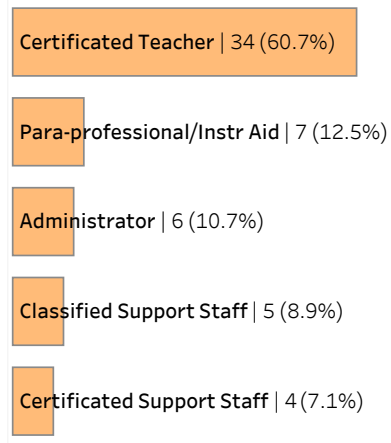 Certificated Teacher | 34 (60.7%)
Para-professional/Instr Aid | 7 (12.5%)
Administrator | 6 (10.7%)
Classified Support Staff | 5 (8.9%)
Certificated Support Staff | 4 (7.1%)